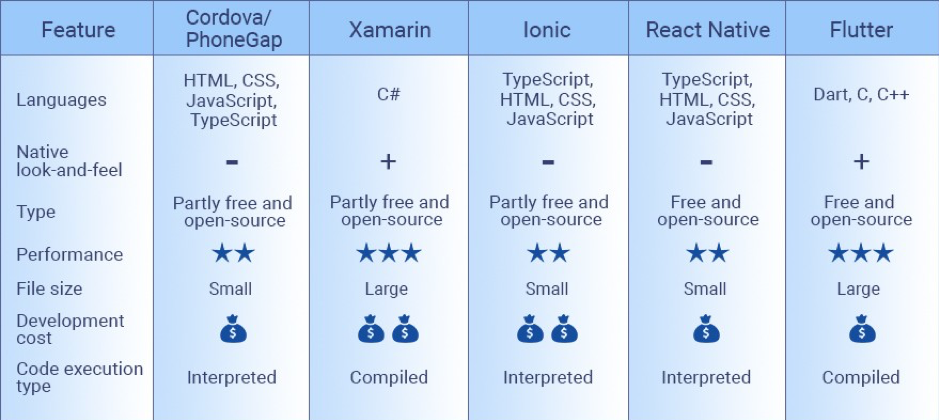 Feature
Cordova/
PhoneGap
Xamarin
Ionic
React Native
Flutter
Languages
HTML, CSS,
JavaScript,
TypeScript
C#
TypeScript,
HTML, CSS,
JavaScript
TypeScript,
HTML, CSS,
JavaScript
Dart, C, C++
Native
look-and-feel
-
+
-
-
+
Type
Partly free and
open-source
Partly free and
open-source
Partly free and
open-source
Free and
open-source
Free and
open-source
Performance
★★
★★★
★★
★★
★★★
File size
Small
Large
Small
Small
Large
Development
cost
$
$ $
$ $
$
$
Code execution
type
Interpreted
Compiled
Interpreted
Interpreted
Compiled